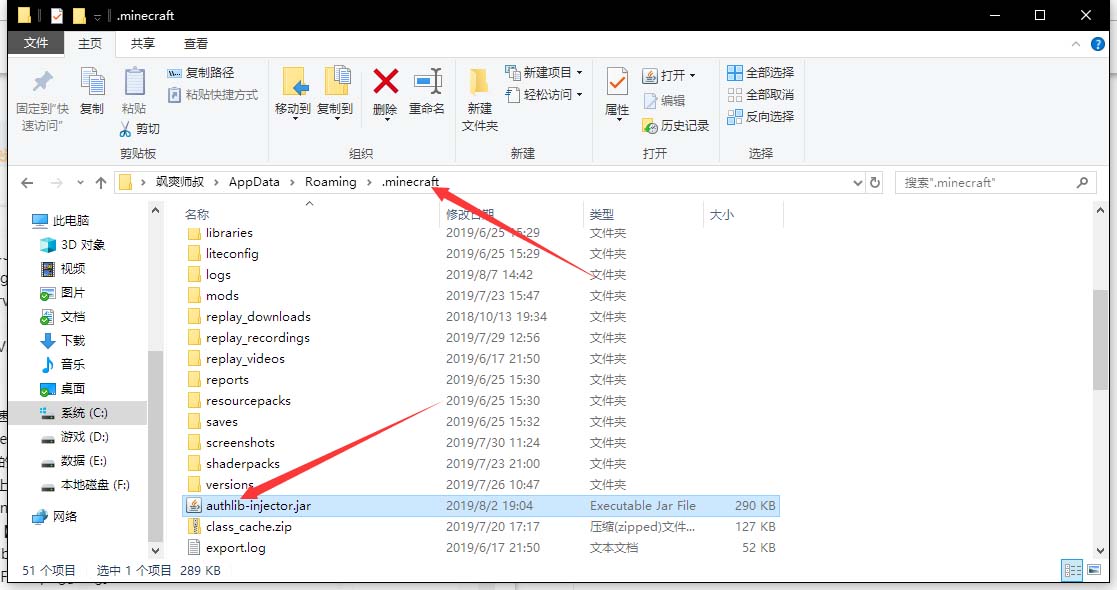 .minecraft
文件 主页 共享 查看
固定到"快速访问"
复制
粘贴
复制路径
粘贴快捷方式
剪切
剪贴板
移动到 复制到 删除 重命名
组织
新建文件夹
新建项目
轻松访问
新建
属性
打开
编辑
历史记录
打开
全部选择
全部取消
反向选择
选择
飒爽师叔 AppData Roaming .minecraft
搜索".minecraft"
此电脑
3D 对象
视频
图片
文档
下载
音乐
桌面
系统 (C:)
游戏 (D:)
数据 (E:)
本地磁盘 (F:)
网络
名称 修改日期 类型 大小
libraries 2019/6/25 15:29 文件夹
liteconfig 2019/6/25 15:29 文件夹
logs 2019/8/7 14:42 文件夹
mods 2019/7/23 15:47 文件夹
replay_downloads 2018/10/13 19:34 文件夹
replay_recordings 2019/7/29 12:56 文件夹
replay_videos 2019/6/17 21:50 文件夹
reports 2019/6/25 15:30 文件夹
resourcepacks 2019/6/25 15:30 文件夹
saves 2019/6/25 15:32 文件夹
screenshots 2019/7/30 11:24 文件夹
shaderpacks 2019/7/23 21:00 文件夹
versions 2019/7/26 10:47 文件夹
authlib-injector.jar 2019/8/2 19:04 Executable Jar File 290 KB
class_cache.zip 2019/7/20 17:17 压缩(zipped)文件... 127 KB
export.log 2019/6/17 21:50 文本文档 52 KB
51 个项目 选中 1 个项目 289 KB